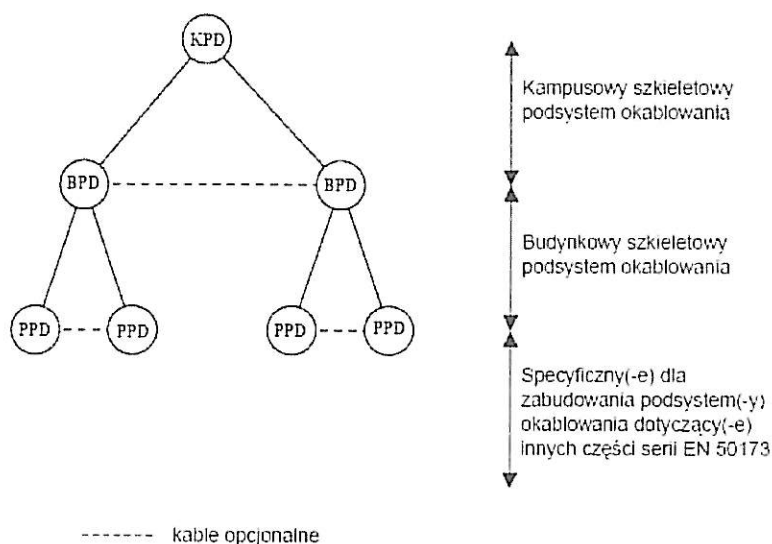 KPD
Kampusowy szkieletowy
podsystem okablowania
BPD
BPD
Budynkowy szkieletowy
podsystem okablowania
PPD
PPD
PPD
PPD
Specyficzny(-e) dla
zabudowania podsystem(-y)
okablowania dotyczący(-e)
innych części serii EN 50173
kable opcjonalne